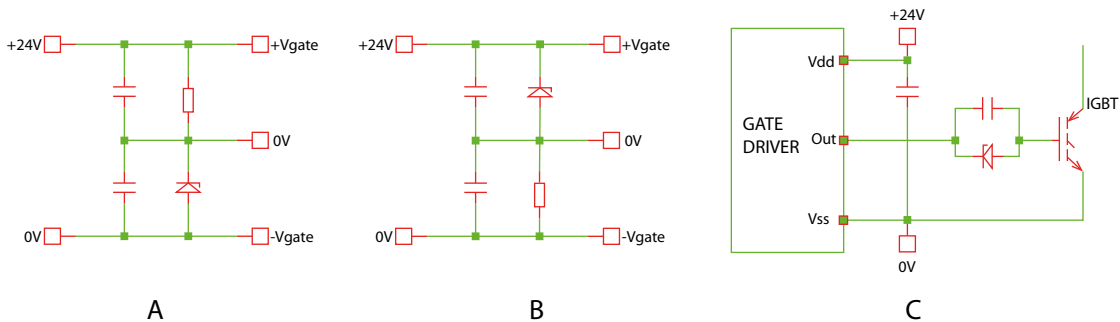 +24V
+Vgate
0V
0V
-Vgate
A
+24V
+Vgate
0V
0V
-Vgate
B
+24V
Vdd
GATE
DRIVER
Out
IGBT
Vss
0V
C